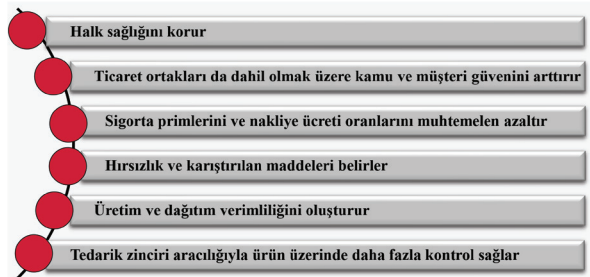 Halk sağlığını korur
Ticaret ortakları da dahil olmak üzere kamu ve müşteri güvenini arttırır
Sigorta primlerini ve nakliye ücreti oranlarını muhtemelen azaltır
Hırsızlık ve karıştırılan maddeleri belirler
Üretim ve dağıtım verimliliğini oluşturur
Tedarik zinciri aracılığıyla ürün üzerinde daha fazla kontrol sağlar